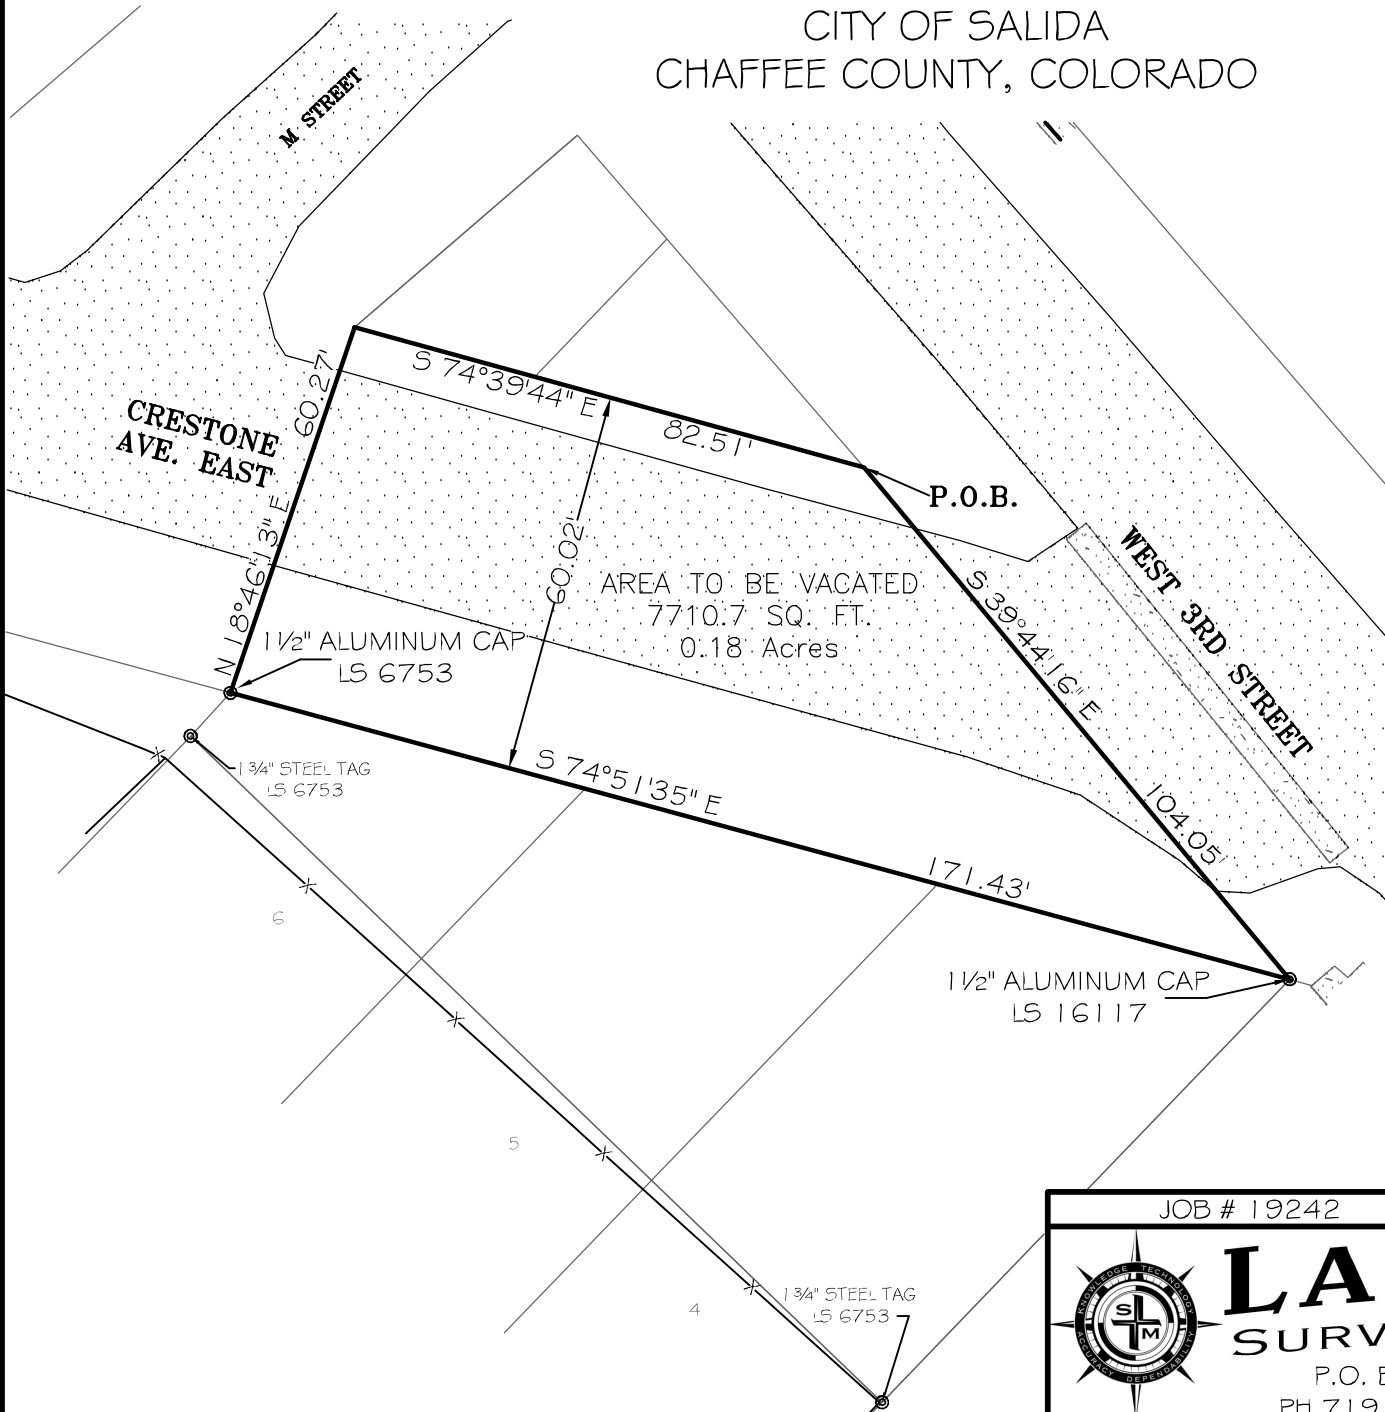 CITY OF SALIDA
CHAFFEE COUNTY, COLORADO
M STREET
CRESTONE
AVE. EAST
60.27'
N 18°46'13" E
S 74°39'44" E
82.51'
P.O.B.
60.02'
AREA TO BE VACATED
7710.7 SQ. FT.
0.18 Acres
WEST 3RD STREET
S 39°44'16" E
104.05'
1 1/2" ALUMINUM CAP
LS 6753
1 3/4" STEEL TAG
LS 6753
S 74°51'35" E
171.43'
1 1/2" ALUMINUM CAP
LS 16117
6
5
4
1 3/4" STEEL TAG
LS 6753
JOB # 19242
KNOWLEDGE TECHNOLOGY
ACCURACY DEPENDABILITY
S
M
LA
SURV
P.O. B
PH 719